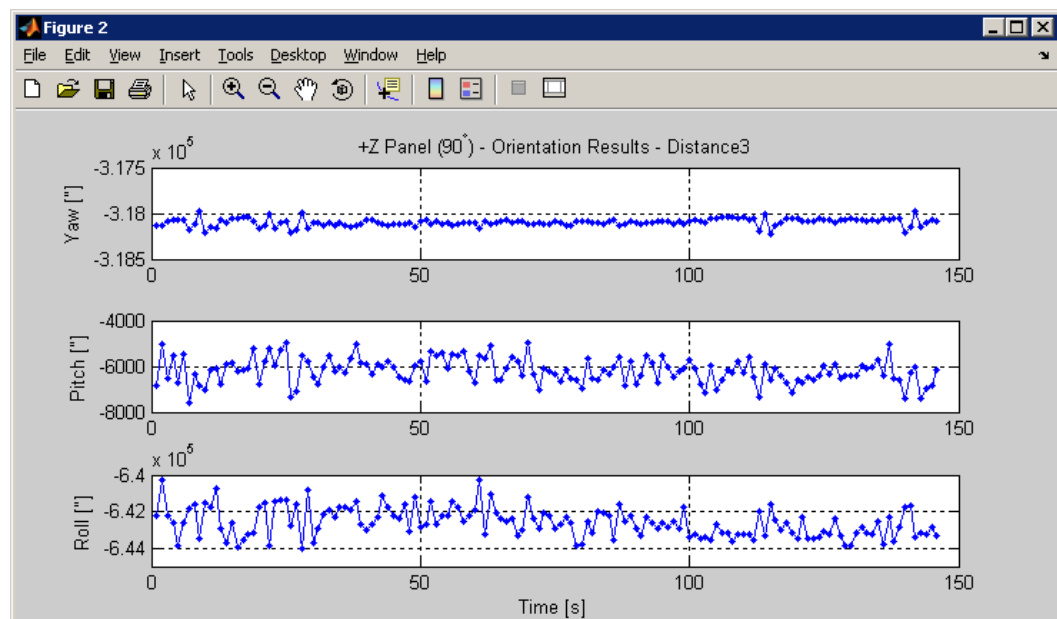 Figure 2
File Edit View Insert Tools Desktop Window Help
+Z Panel (90°) - Orientation Results - Distance3
x 10^5
-3.175
-3.18
-3.185
Yaw ["]
0 50 100 150
-4000
-6000
-8000
Pitch ["]
0 50 100 150
x 10^5
-6.4
-6.42
-6.44
Roll ["]
0 50 100 150
Time [s]